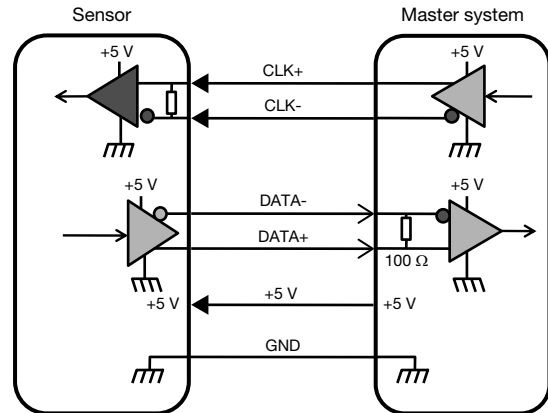 Sensor
Master system
+5 V
+5 V
CLK+
CLK-
+5 V
+5 V
DATA-
DATA+
100 Ω
+5 V
+5 V
+5 V
GND